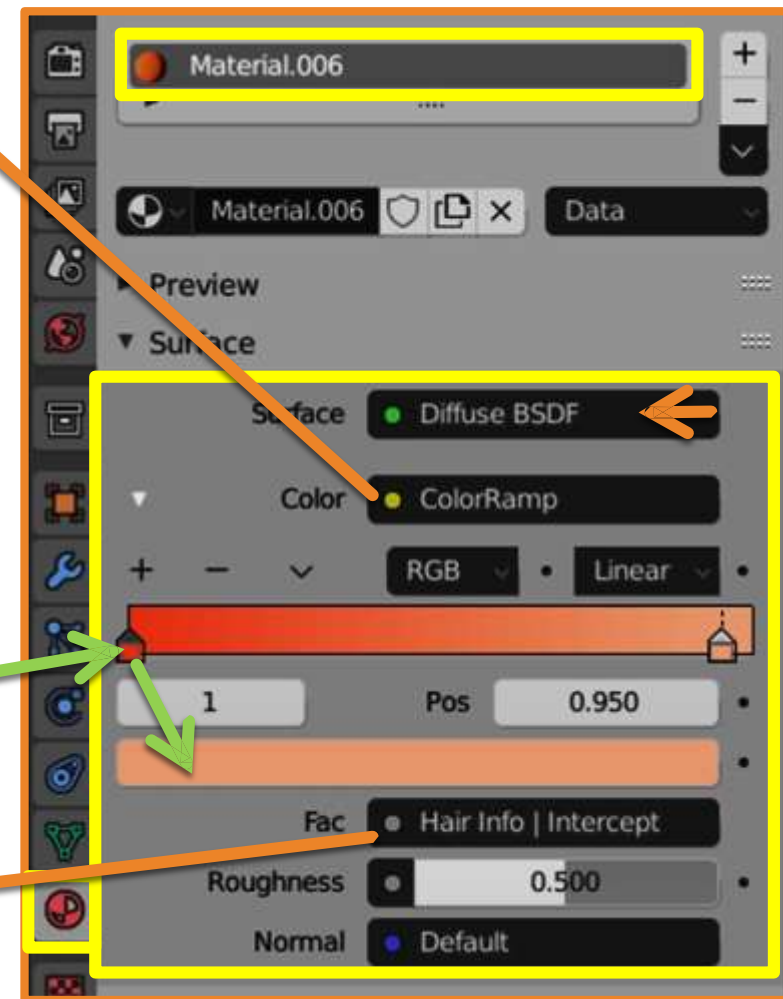 Material.006
Material.006 Data
Preview
Surface
Surface Diffuse BSDF
Color ColorRamp
+ − RGB Linear
1 Pos 0.950
Fac Hair Info | Intercept
Roughness 0.500
Normal Default